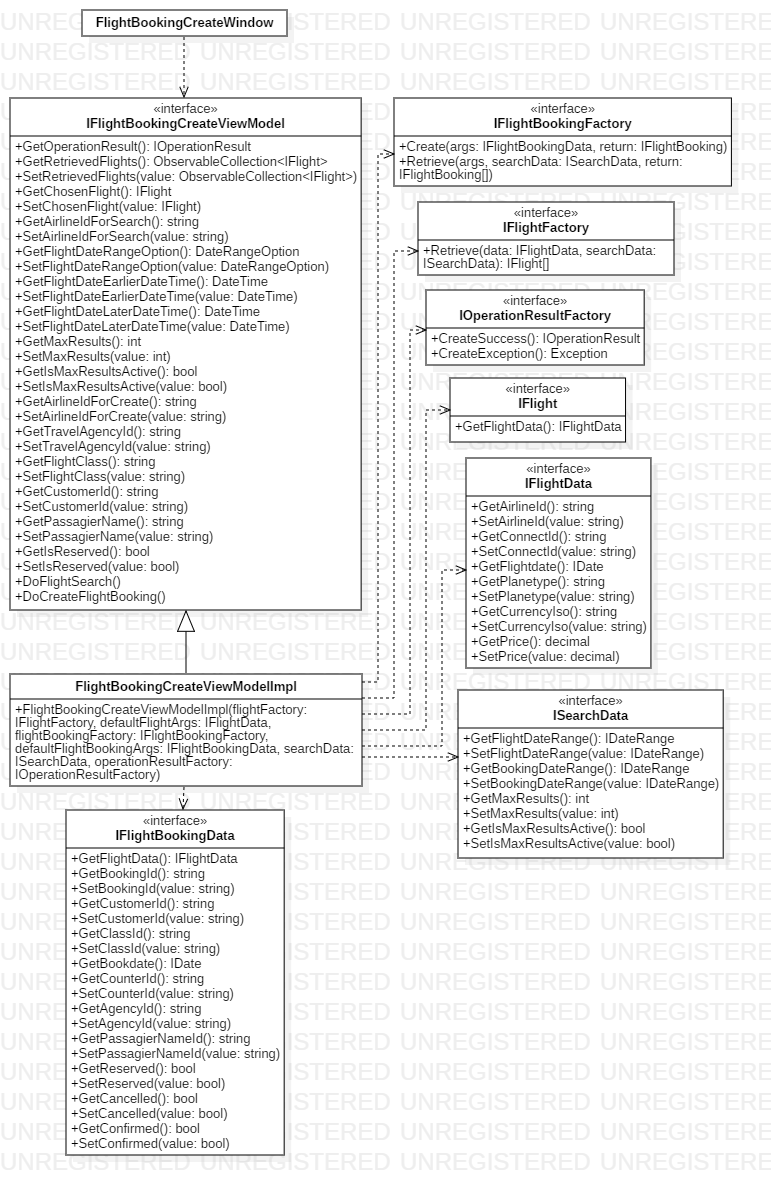 FlightBookingCreateWindow
«interface»
IFlightBookingCreateViewModel
+GetOperationResult(): IOperationResult
+GetRetrievedFlights(): ObservableCollection<IFlight>
+SetRetrievedFlights(value: ObservableCollection<IFlight>)
+GetChosenFlight(): IFlight
+SetChosenFlight(value: IFlight)
+GetAirlineIdForSearch(): string
+SetAirlineIdForSearch(value: string)
+GetFlightDateRangeOption(): DateRangeOption
+SetFlightDateRangeOption(value: DateRangeOption)
+GetFlightDateEarlierDateTime(): DateTime
+SetFlightDateEarlierDateTime(value: DateTime)
+GetFlightDateLaterDateTime(): DateTime
+SetFlightDateLaterDateTime(value: DateTime)
+GetMaxResults(): int
+SetMaxResults(value: int)
+GetIsMaxResultsActive(): bool
+SetIsMaxResultsActive(value: bool)
+GetAirlineIdForCreate(): string
+SetAirlineIdForCreate(value: string)
+GetTravelAgencyId(): string
+SetTravelAgencyId(value: string)
+GetFlightClass(): string
+SetFlightClass(value: string)
+GetCustomerId(): string
+SetCustomerId(value: string)
+GetPassagierName(): string
+SetPassagierName(value: string)
+GetIsReserved(): bool
+SetIsReserved(value: bool)
+DoFlightSearch()
+DoCreateFlightBooking()
«interface»
IFlightBookingFactory
+Create(args: IFlightBookingData, return: IFlightBooking)
+Retrieve(args, searchData: ISearchData, return:
IFlightBooking[])
«interface»
IFlightFactory
+Retrieve(data: IFlightData, searchData:
ISearchData): IFlight[]
«interface»
IOperationResultFactory
+CreateSuccess(): IOperationResult
+CreateException(): Exception
«interface»
IFlight
+GetFlightData(): IFlightData
«interface»
IFlightData
+GetAirlineId(): string
+SetAirlineId(value: string)
+GetConnectId(): string
+SetConnectId(value: string)
+GetFlightdate(): IDate
+GetPlanetype(): string
+SetPlanetype(value: string)
+GetCurrencyIso(): string
+SetCurrencyIso(value: string)
+GetPrice(): decimal
+SetPrice(value: decimal)
FlightBookingCreateViewModelImpl
+FlightBookingCreateViewModelImpl(flightFactory:
IFlightFactory, defaultFlightArgs: IFlightData,
flightBookingFactory: IFlightBookingFactory,
defaultFlightBookingArgs: IFlightBookingData, searchData:
ISearchData, operationResultFactory:
IOperationResultFactory)
«interface»
ISearchData
+GetFlightDateRange(): IDateRange
+SetFlightDateRange(value: IDateRange)
+GetBookingDateRange(): IDateRange
+SetBookingDateRange(value: IDateRange)
+GetMaxResults(): int
+SetMaxResults(value: int)
+GetIsMaxResultsActive(): bool
+SetIsMaxResultsActive(value: bool)
«interface»
IFlightBookingData
+GetFlightData(): IFlightData
+GetBookingId(): string
+SetBookingId(value: string)
+GetCustomerId(): string
+SetCustomerId(value: string)
+GetClassId(): string
+SetClassId(value: string)
+GetBookdate(): IDate
+GetCounterId(): string
+SetCounterId(value: string)
+GetAgencyId(): string
+SetAgencyId(value: string)
+GetPassagierNameId(): string
+SetPassagierNameId(value: string)
+GetReserved(): bool
+SetReserved(value: bool)
+GetCancelled(): bool
+SetCancelled(value: bool)
+GetConfirmed(): bool
+SetConfirmed(value: bool)